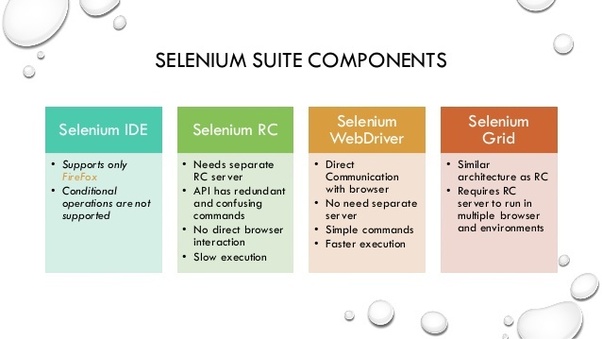 SELENIUM SUITE COMPONENTS
Selenium IDE
• Supports only
FireFox
• Conditional
operations are not
supported
Selenium RC
• Needs separate
RC server
• API has redundant
and confusing
commands
• No direct browser
interaction
• Slow execution
Selenium
WebDriver
• Direct
Communication
with browser
• No need separate
server
• Simple commands
• Faster execution
Selenium
Grid
• Similar
architecture as RC
• Requires RC
server to run in
multiple browser
and environments